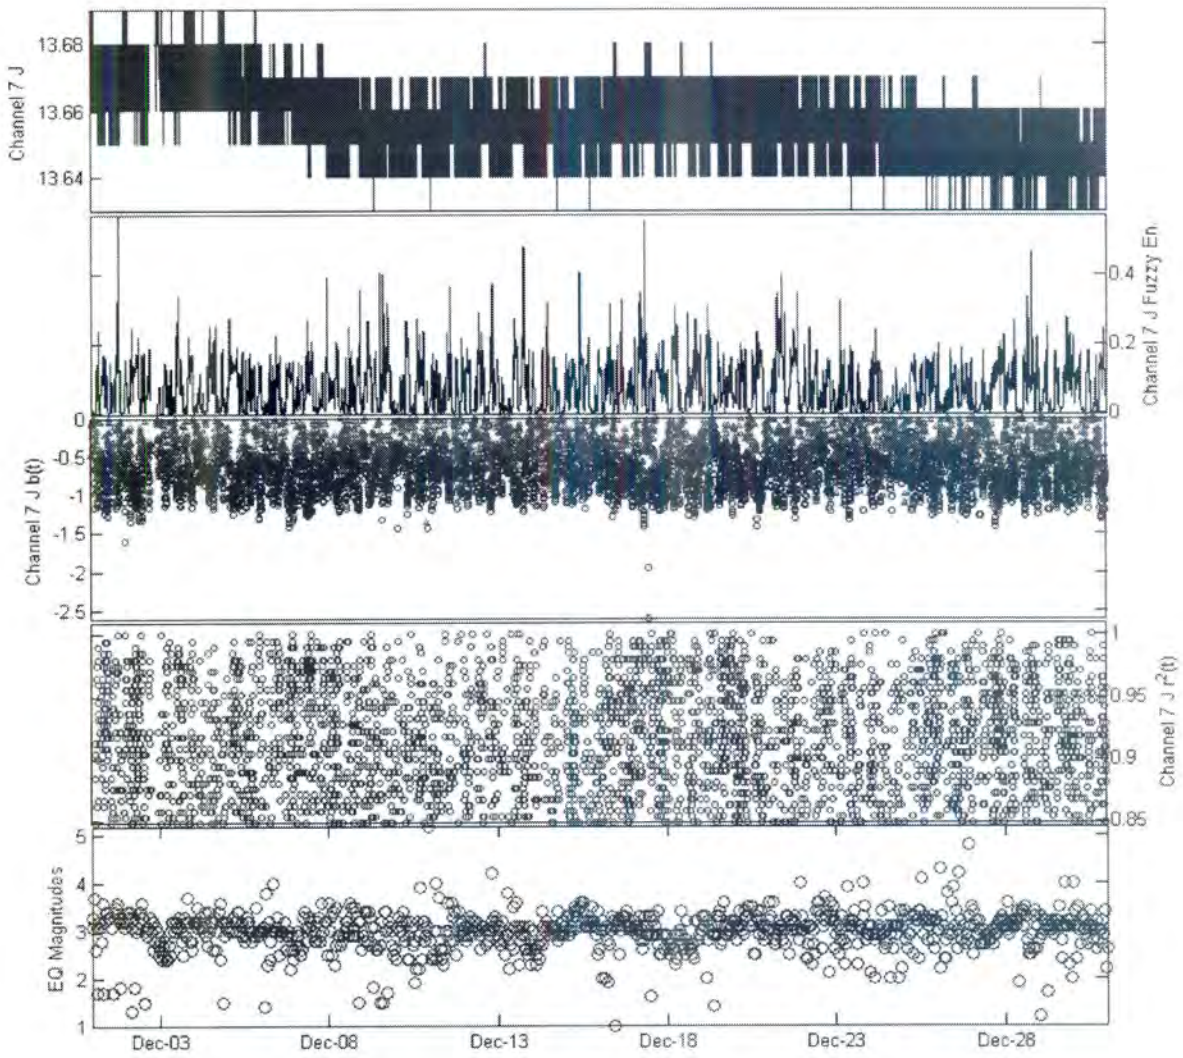 Channel 7 J
13.68
13.66
13.64
Channel 7 J Fuzzy En.
0.4
0.2
0
Channel 7 J b(t)
0
-0.5
-1
-1.5
-2
-2.5
Channel 7 J r²(t)
1
0.95
0.9
0.85
EQ Magnitudes
5
4
3
2
1
Dec-03
Dec-08
Dec-13
Dec-18
Dec-23
Dec-28